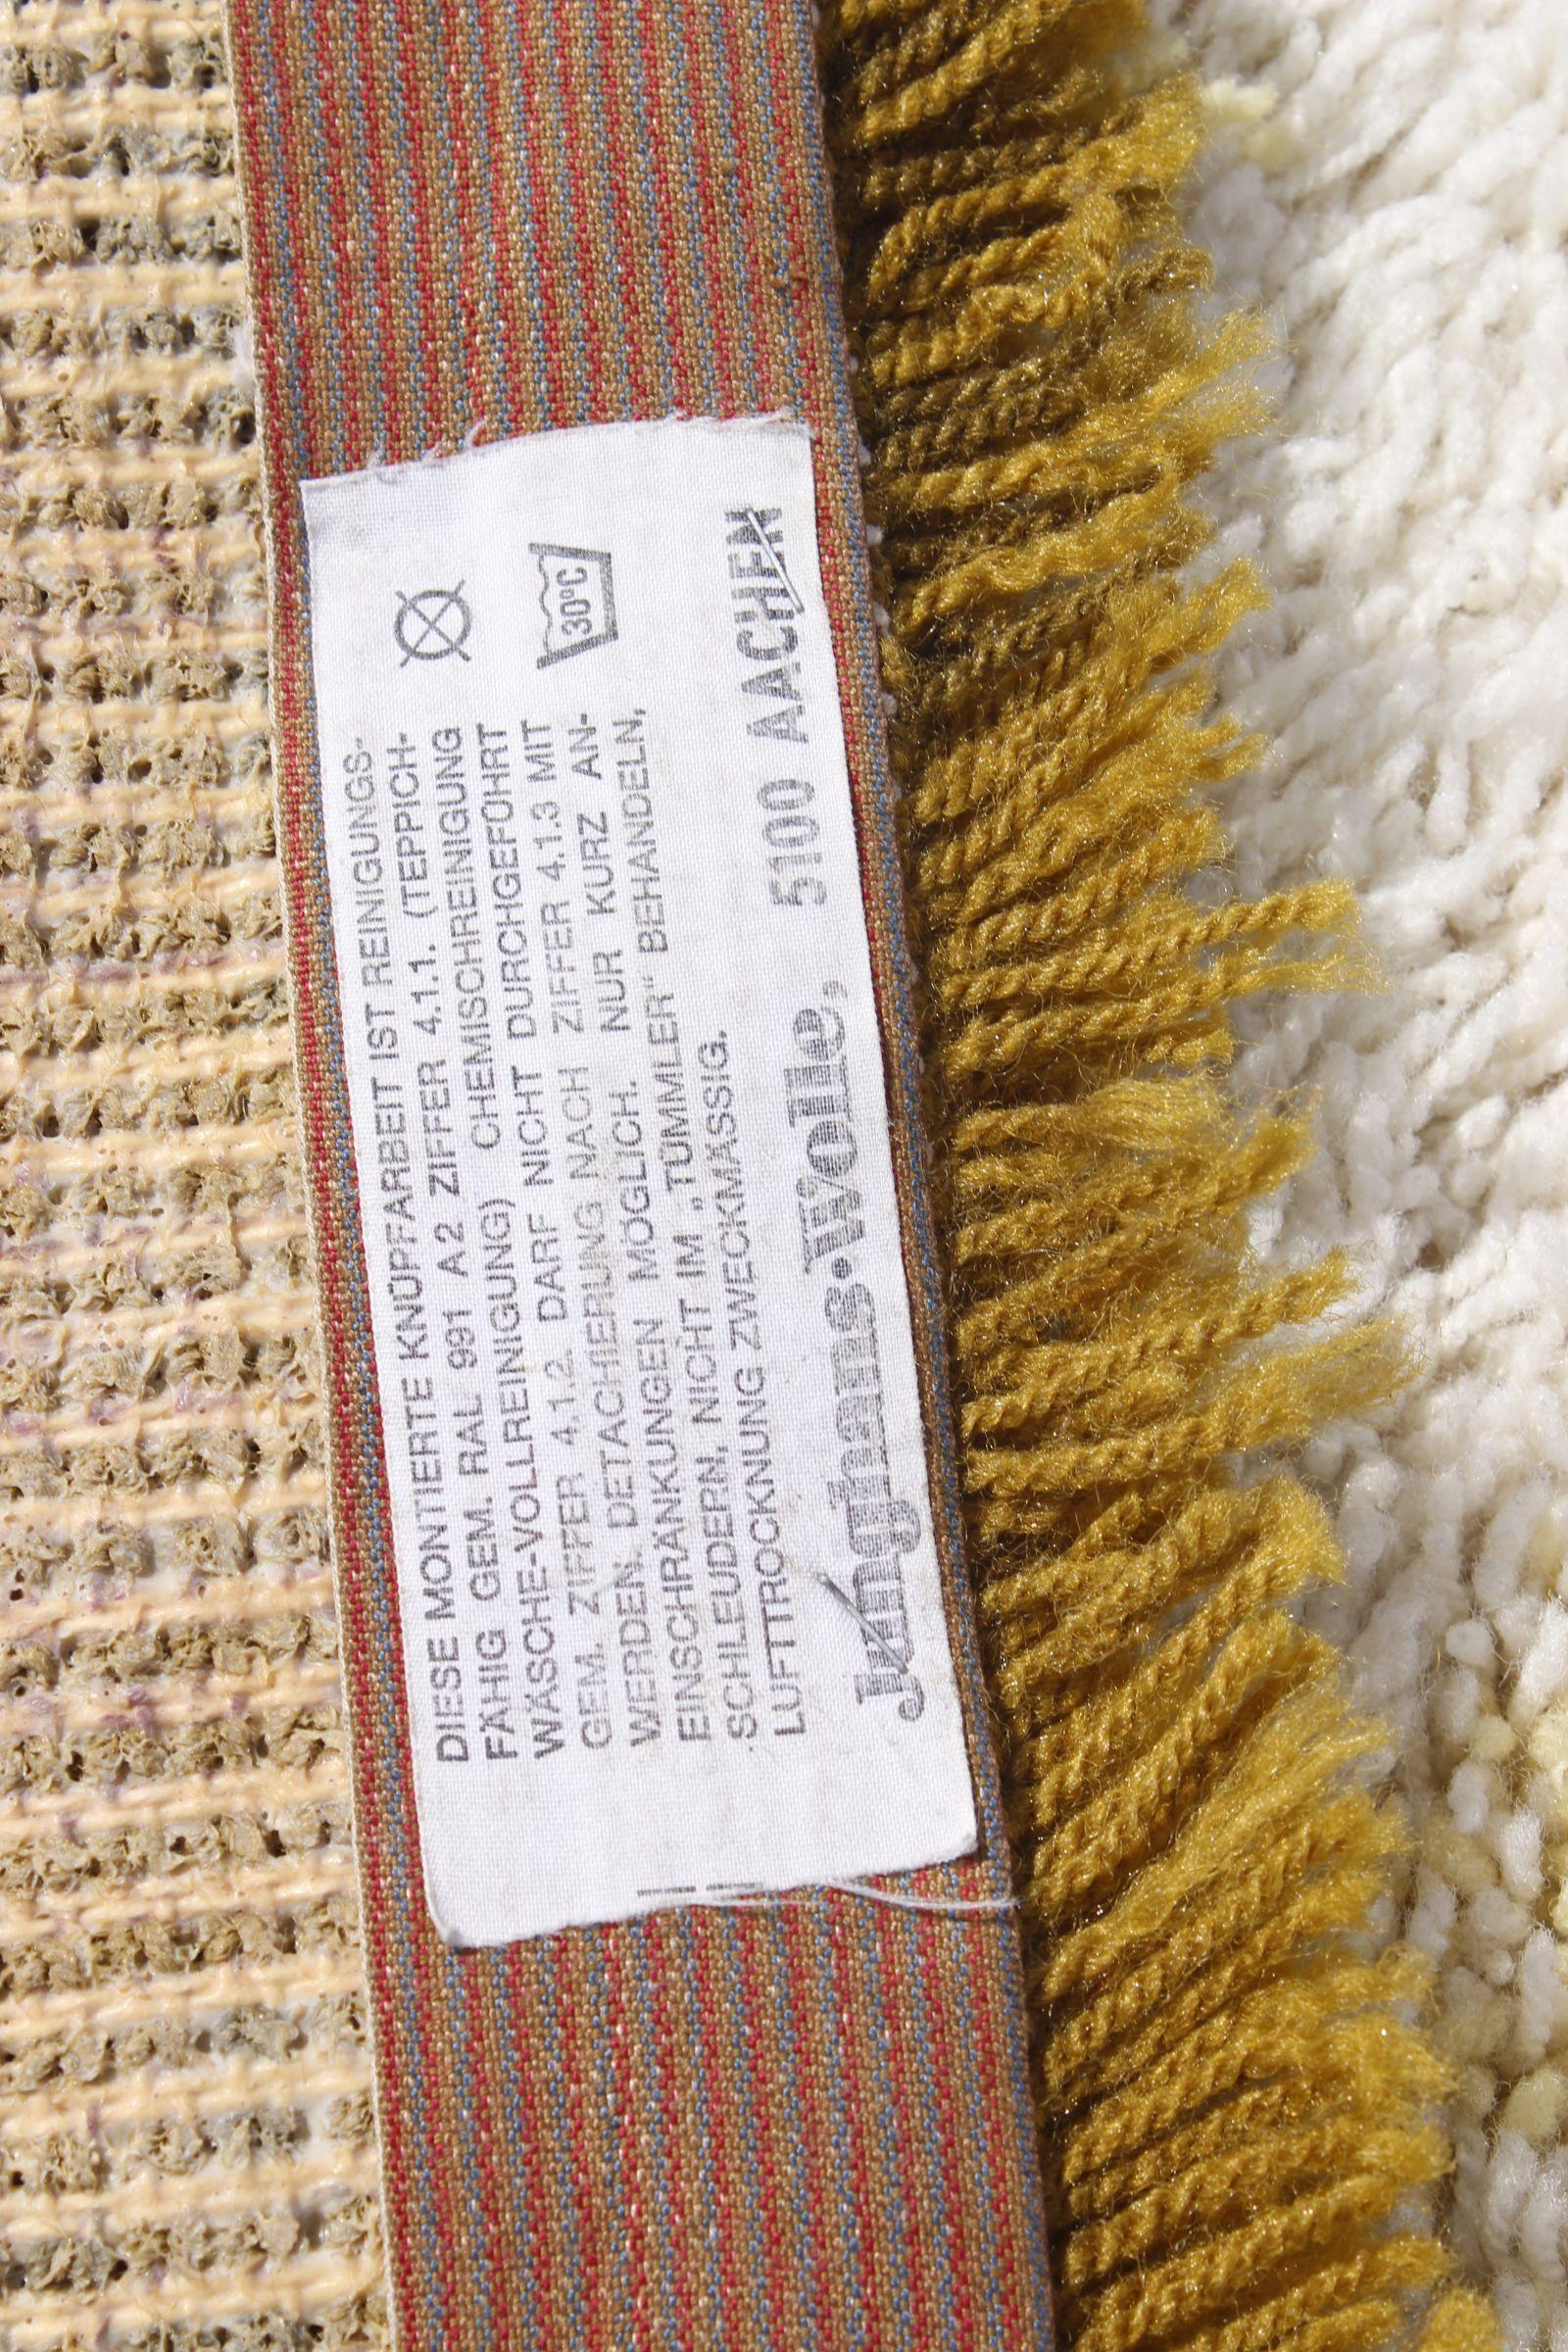 DIESE MONTIERTE KNÜPFARBEIT IST REINIGUNGS-
FÄHIG GEM. RAL 991 A2 ZIFFER 4.1.1. (TEPPICH-
WÄSCHE-VOLLREINIGUNG) CHEMISCHREINIGUNG
GEM. ZIFFER 4.1.2. DARF NICHT DURCHGEFÜHRT
WERDEN. DETACHIERUNG NACH ZIFFER 4.1.3 MIT
EINSCHRÄNKUNGEN MÖGLICH. NUR KURZ AN-
SCHLEUDERN, NICHT IM „TUMMLER“ BEHANDELN,
LUFTTROCKNUNG ZWECKMÄSSIG.
30°C
Junghans·Wolle, 5100 AACHEN